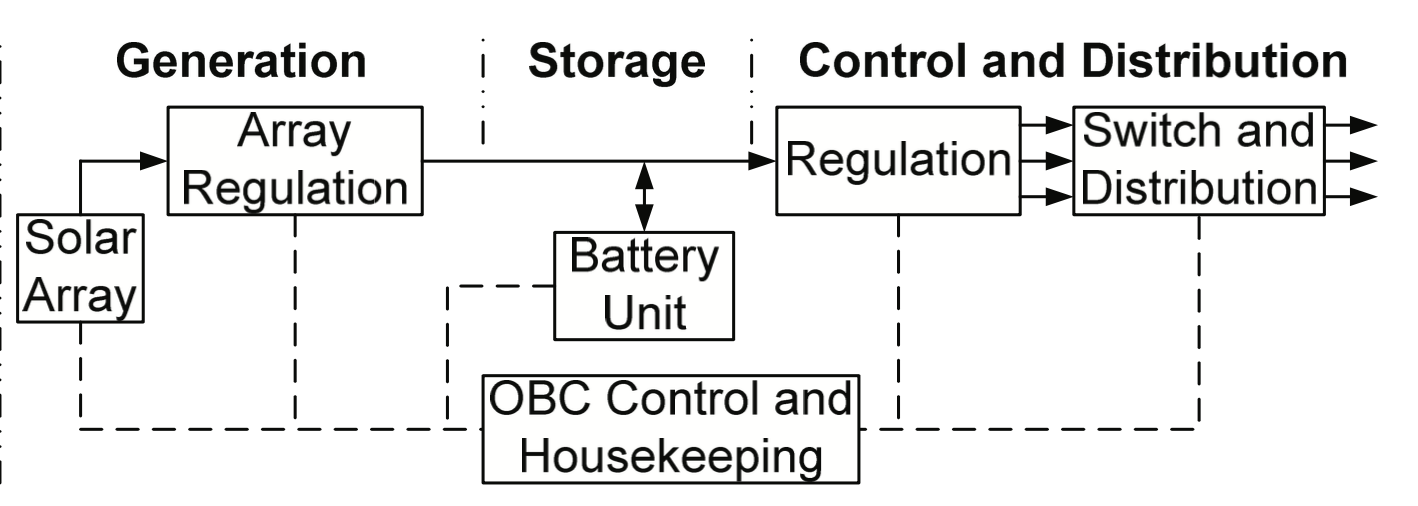 Generation
Storage
Control and Distribution
Array
Regulation
Regulation
Switch and
Distribution
Solar
Array
Battery
Unit
OBC Control and
Housekeeping